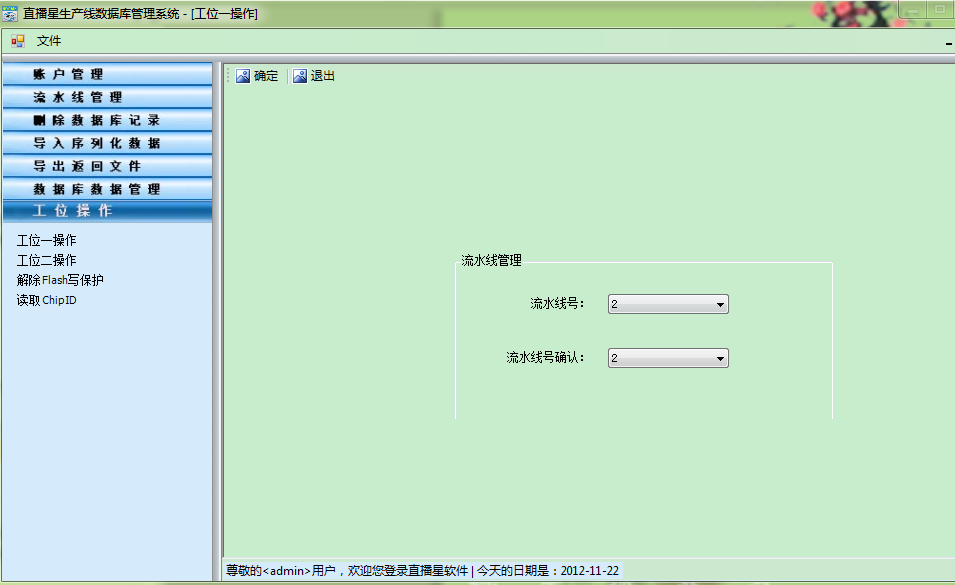 直播星生产线数据库管理系统 - [工位一操作]
文件
账户管理
流水线管理
删除数据库记录
导入序列化数据
导出返回文件
数据库数据管理
工位操作
工位一操作
工位二操作
解除Flash写保护
读取ChipID
确定 退出
流水线管理
流水线号： 2
流水线号确认： 2
尊敬的<admin>用户，欢迎您登录直播星软件 | 今天的日期是：2012-11-22